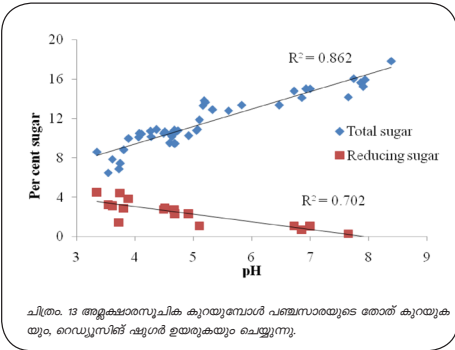 20
16
12
8
4
0
Per cent sugar
R² = 0.862
Total sugar
Reducing sugar
R² = 0.702
3 4 5 6 7 8 9
pH
ചിത്രം. 13 അമ്ലക്ഷാരസൂചിക കുറയുമ്പോൾ പഞ്ചസാരയുടെ തോത് കുറയുക
യും, റെഡ്യൂസിങ് ഷുഗർ ഉയരുകയും ചെയ്യുന്നു.